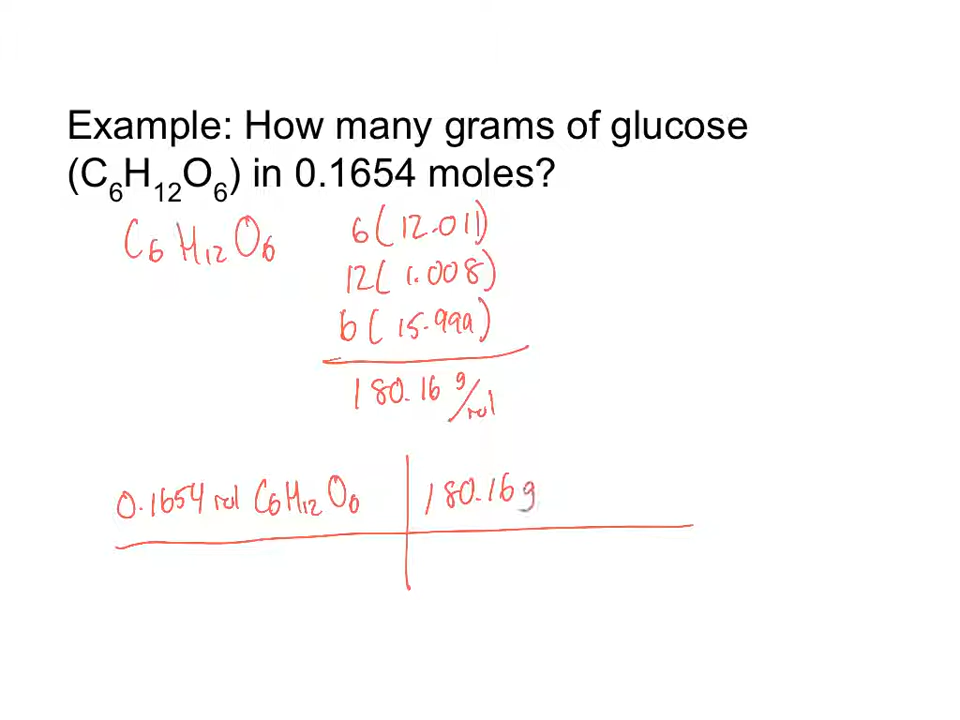 Example: How many grams of glucose
(C₆H₁₂O₆) in 0.1654 moles?
C₆H₁₂O₆
6(12.011)
12(1.008)
6(15.999)
180.16 g/mol
0.1654 mol C₆H₁₂O₆ 180.16 g